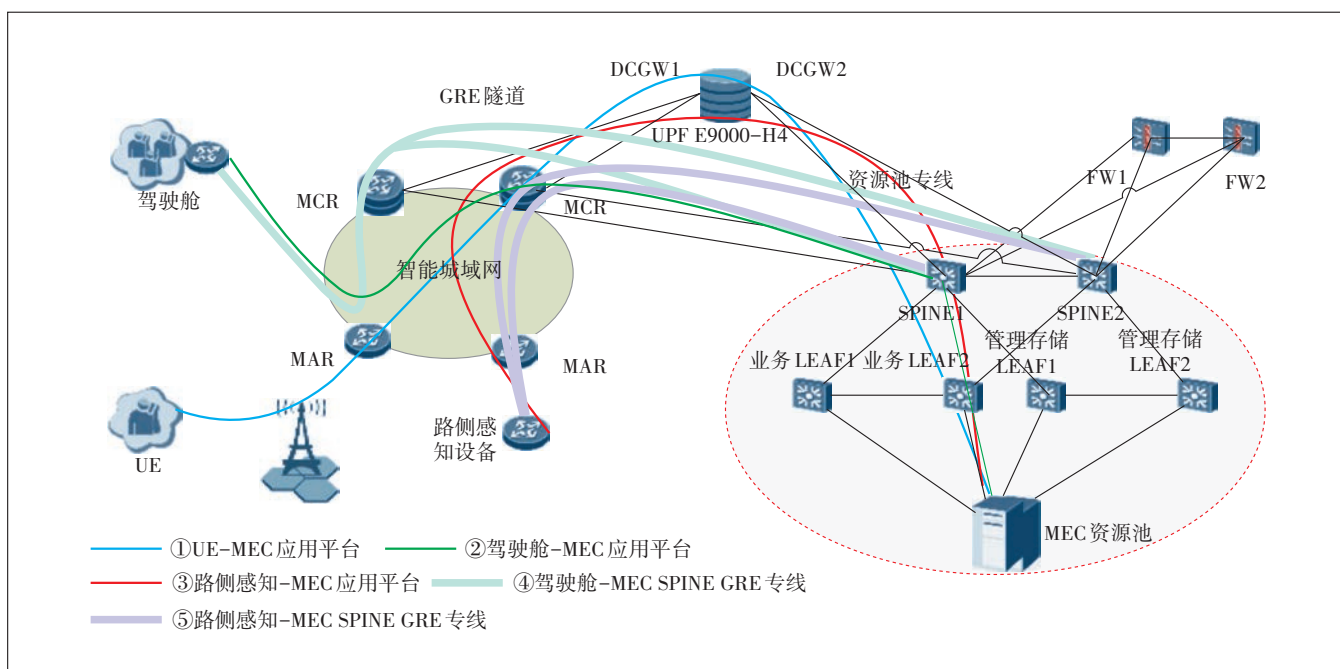 DCGW1
DCGW2
GRE隧道
UPF E9000-H4
驾驶舱
MCR
MCR
资源池专线
FW1
FW2
智能城域网
SPINE1
SPINE2
MAR
MAR
业务LEAF1
业务LEAF2
管理存储
LEAF1
管理存储
LEAF2
UE
路侧感
知设备
MEC资源池
①UE-MEC应用平台
②驾驶舱-MEC应用平台
③路侧感知-MEC应用平台
④驾驶舱-MEC SPINE GRE专线
⑤路侧感知-MEC SPINE GRE专线